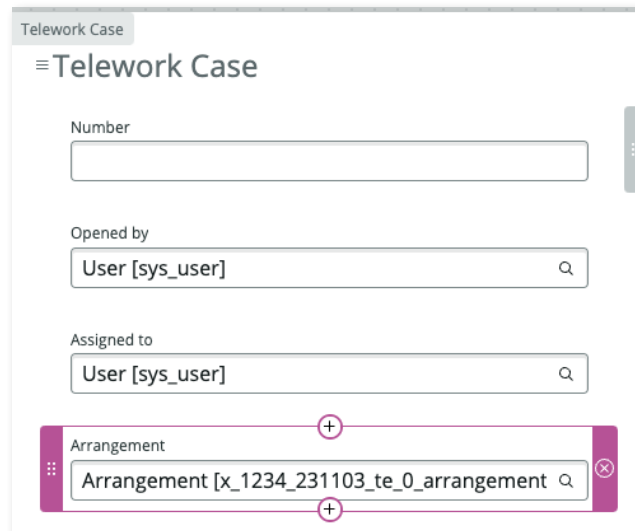 Telework Case
Telework Case
Number
Opened by
User [sys_user]
Assigned to
User [sys_user]
Arrangement
Arrangement [x_1234_231103_te_0_arrangement